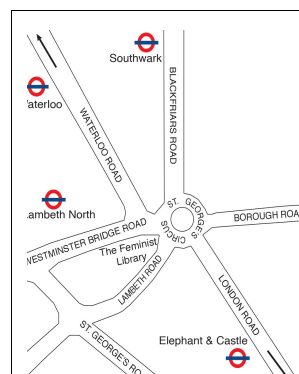 Southwark
aterloo
WATERLOO ROAD
BLACKFRIARS ROAD
ambeth North
ST. GEORGE'S CIRCUS
BOROUGH ROA
WESTMINSTER BRIDGE ROAD
The Feminist
Library
LAMBETH ROAD
LONDON ROAD
ST. GEORGE'S RO
Elephant & Castle